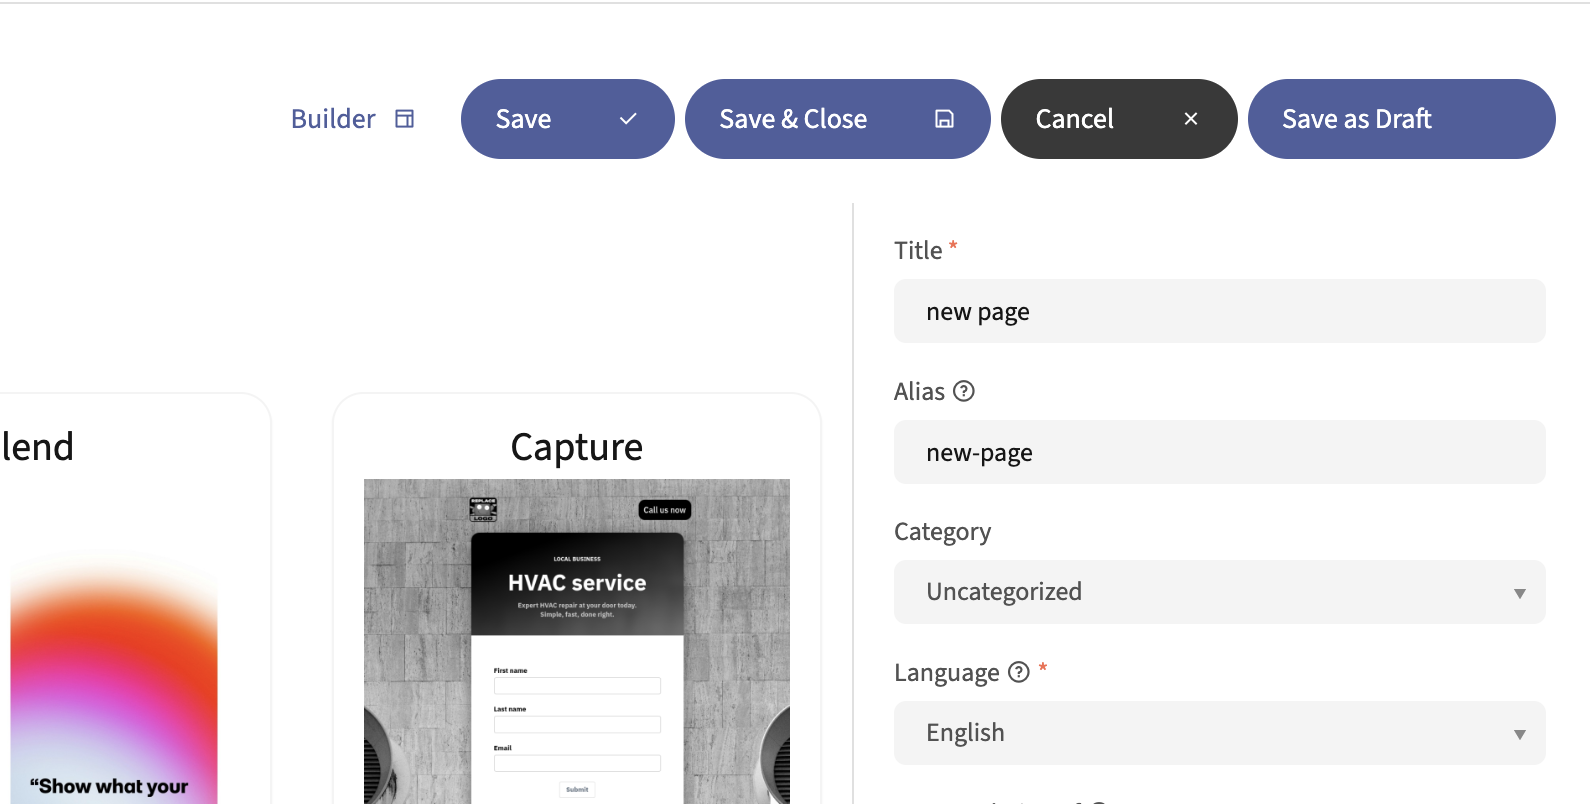 Builder
Save
Save & Close
Cancel
Save as Draft
Title *
new page
Alias ?
new-page
Category
Uncategorized
Language ? *
English
lend
“Show what your
Capture
REPLACE
LOGO
Call us now
LOCAL BUSINESS
HVAC service
Expert HVAC repair at your door today.
Simple, fast, done right.
First name
Last name
Email
Submit